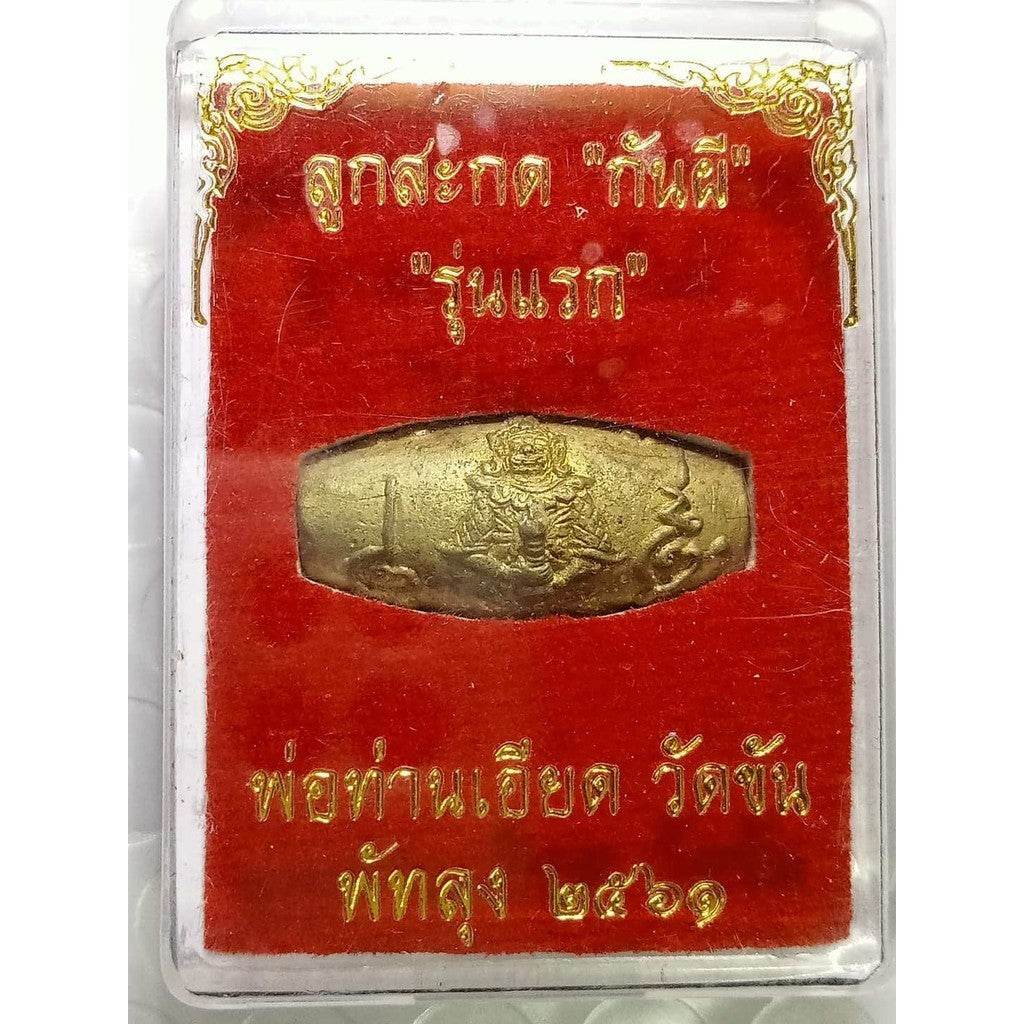 ลูกสะกด "กันผี"
"รุ่นแรก"
พ่อท่านเอียด วัดขัน
พัทลุง ๒๕๖๑